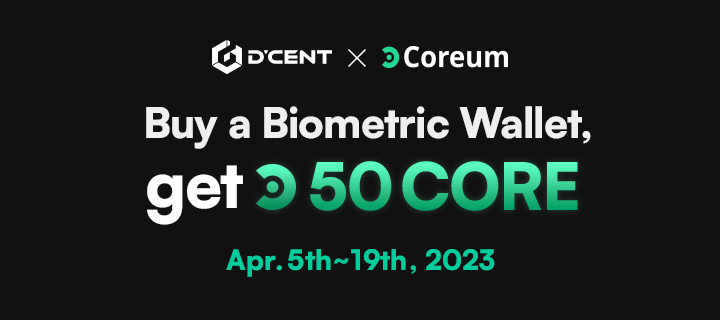 D'CENT × Coreum
Buy a Biometric Wallet,
get 50 CORE
Apr. 5th~19th, 2023